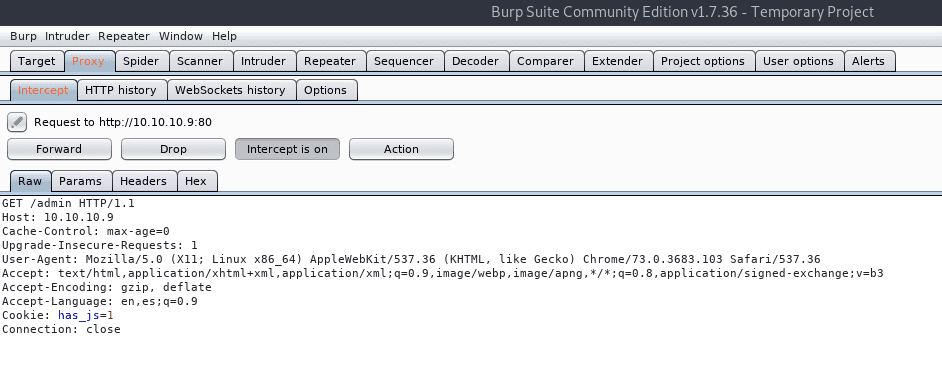 Burp Suite Community Edition v1.7.36 - Temporary Project
Burp Intruder Repeater Window Help
Target Proxy Spider Scanner Intruder Repeater Sequencer Decoder Comparer Extender Project options User options Alerts
Intercept HTTP history WebSockets history Options
Request to http://10.10.10.9:80
Forward Drop Intercept is on Action
Raw Params Headers Hex
GET /admin HTTP/1.1
Host: 10.10.10.9
Cache-Control: max-age=0
Upgrade-Insecure-Requests: 1
User-Agent: Mozilla/5.0 (X11; Linux x86_64) AppleWebKit/537.36 (KHTML, like Gecko) Chrome/73.0.3683.103 Safari/537.36
Accept: text/html,application/xhtml+xml,application/xml;q=0.9,image/webp,image/apng,*/*;q=0.8,application/signed-exchange;v=b3
Accept-Encoding: gzip, deflate
Accept-Language: en,es;q=0.9
Cookie: has_js=1
Connection: close